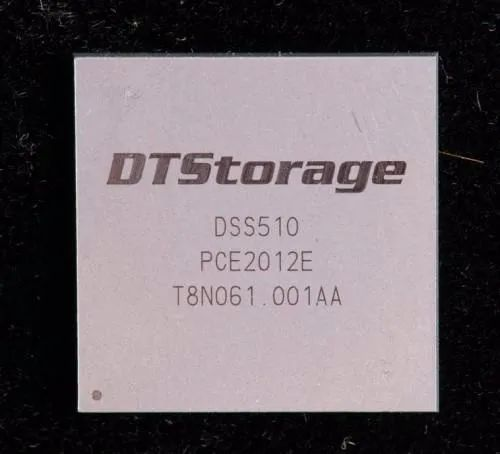 DTStorage
DSS510
PCE2012E
T8N061.001AA